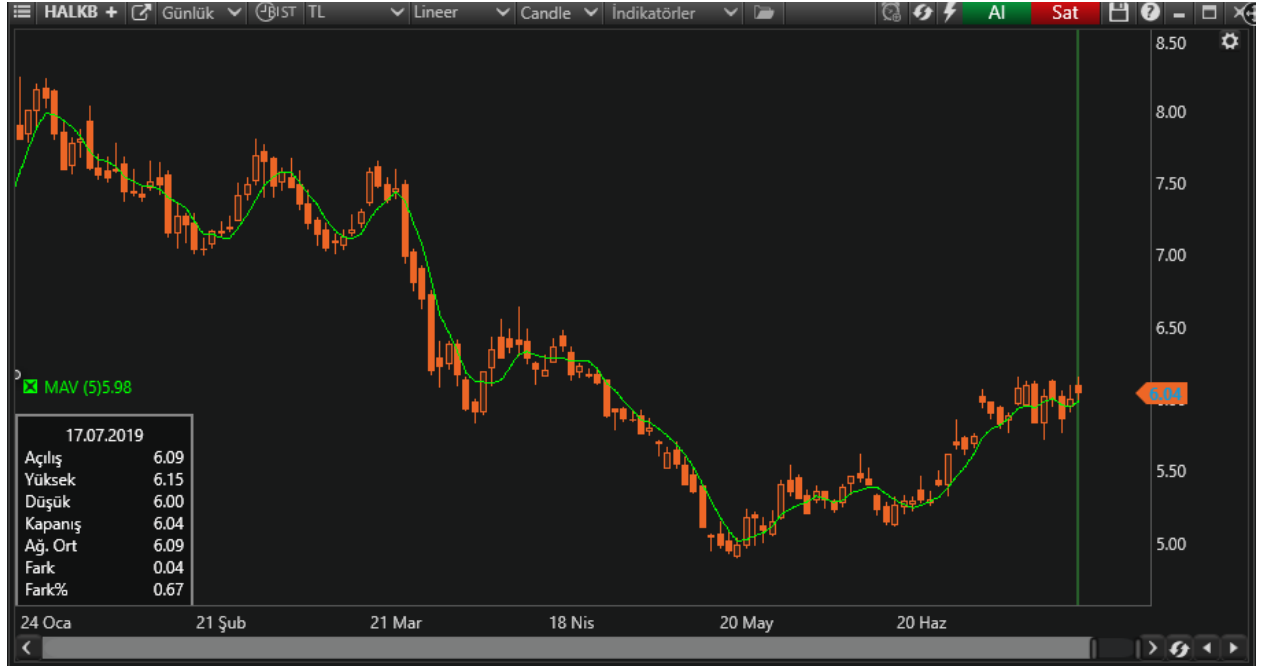 HALKB + Günlük BIST TL Lineer Candle İndikatörler Al Sat
8.50
8.00
7.50
7.00
6.50
6.04
5.50
5.00
MAV (5)5.98
17.07.2019
Açılış 6.09
Yüksek 6.15
Düşük 6.00
Kapanış 6.04
Ağ. Ort 6.09
Fark 0.04
Fark% 0.67
24 Oca 21 Şub 21 Mar 18 Nis 20 May 20 Haz